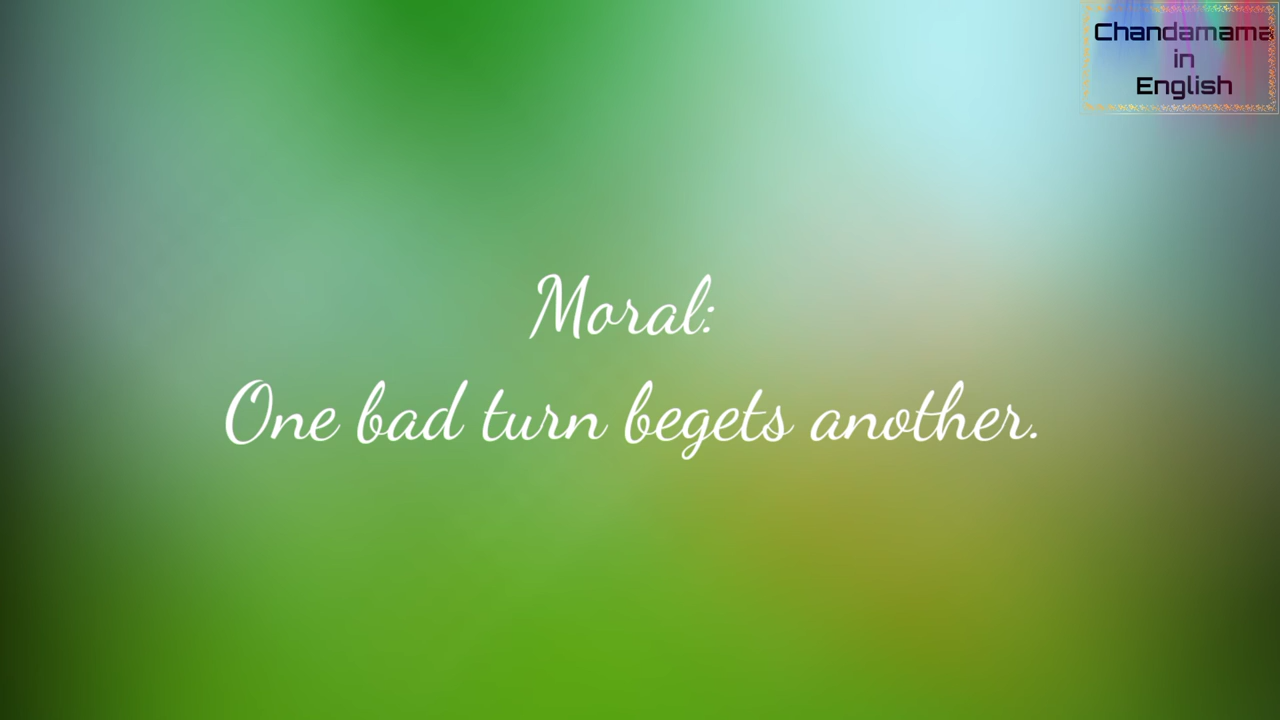 Chandamama
in
English
Moral:
One bad turn begets another.